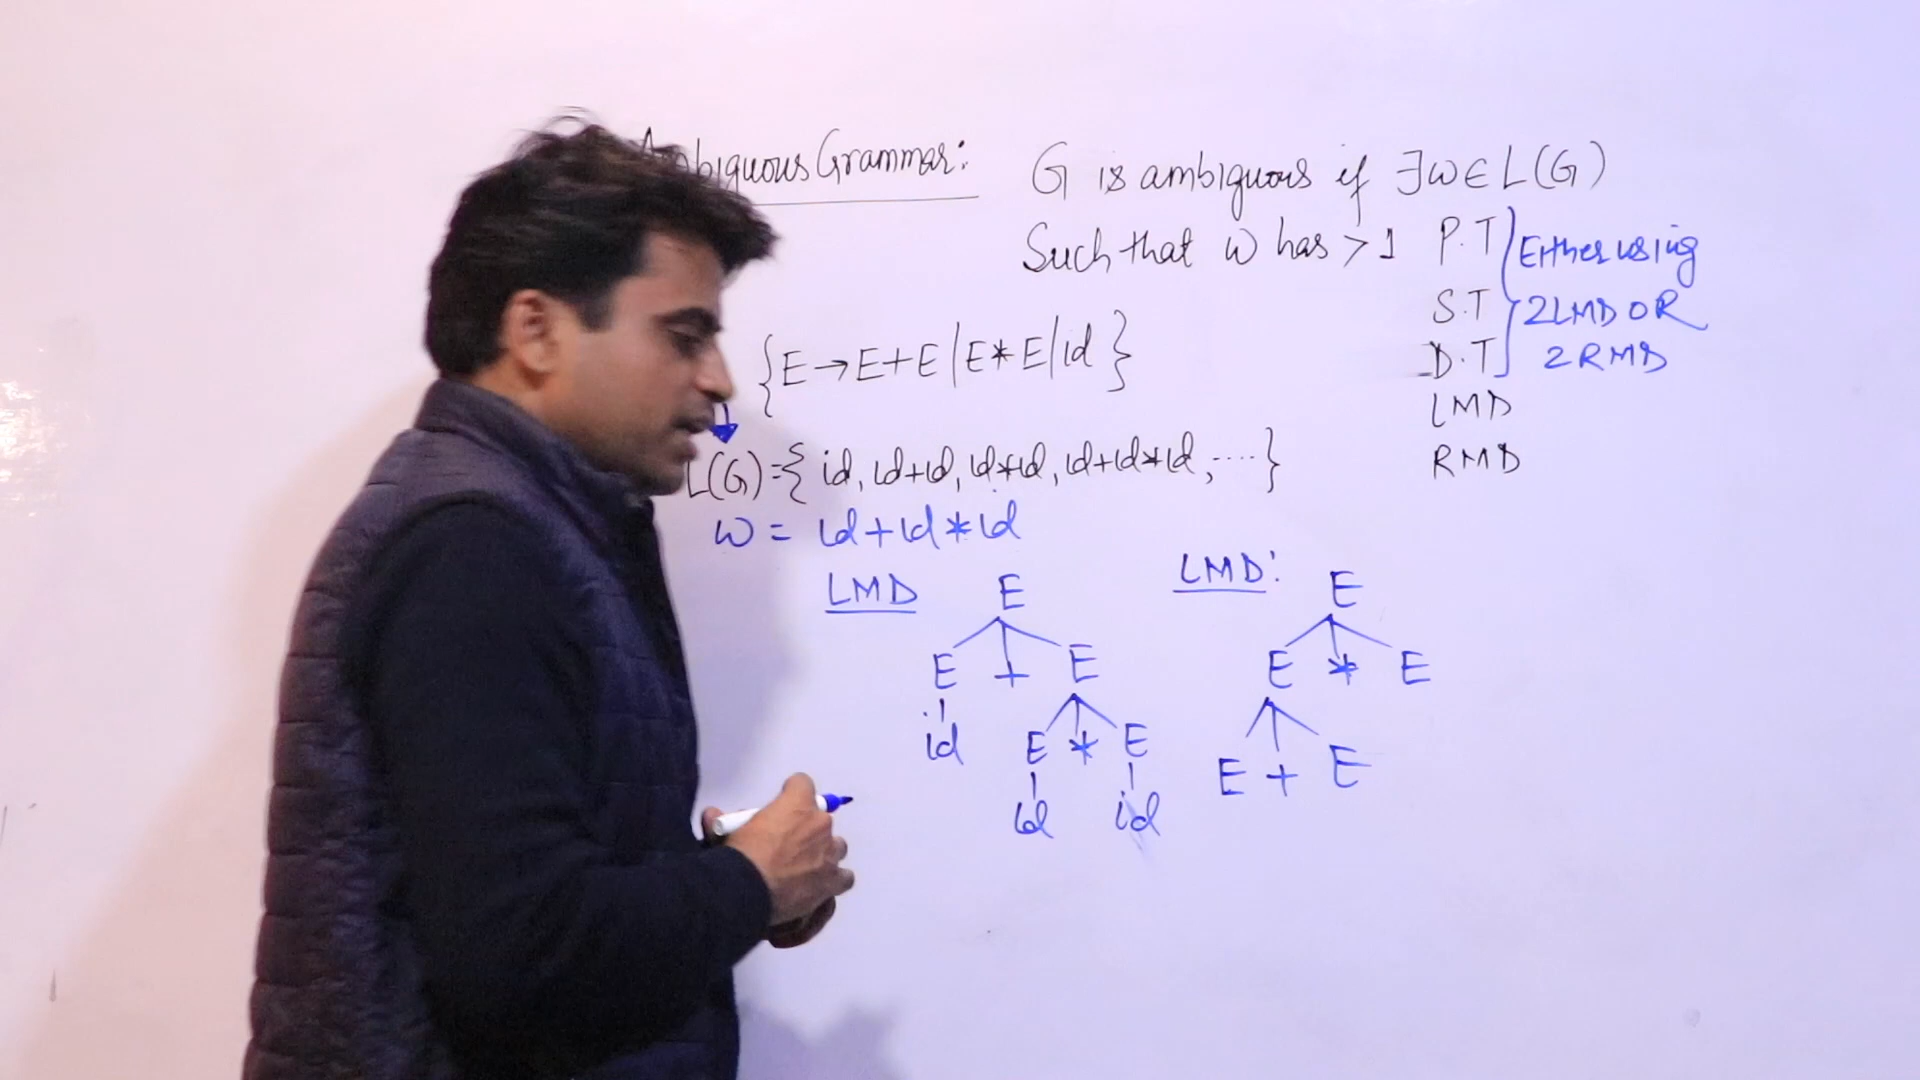 Ambiguous Grammar:
G is ambiguous if ∃w∈L(G)
Such that w has >1 P.T
S.T
D.T
LMD
RMD
Either using
2LMD OR
2RMD
{E→E+E|E*E|id}
L(G)={id, id+id, id*id, id+id*id, ....}
w = id+id*id
LMD
E
E + E
id E * E
id id
LMD:
E
E * E
E + E